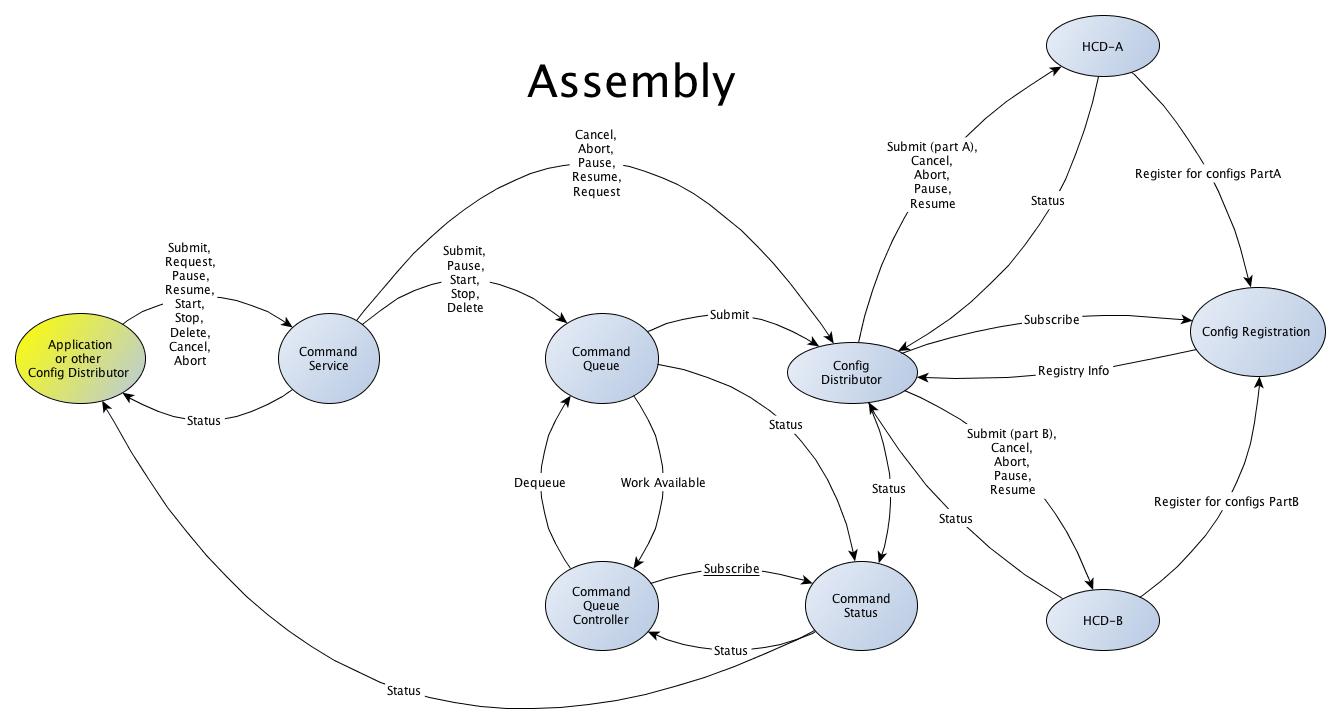 Assembly
HCD-A
Cancel,
Abort,
Pause,
Resume,
Request
Submit (part A),
Cancel,
Abort,
Pause,
Resume
Status
Register for configs PartA
Submit,
Request,
Pause,
Resume,
Start,
Stop,
Delete,
Cancel,
Abort
Submit,
Pause,
Start,
Stop,
Delete
Application
or other
Config Distributor
Command
Service
Command
Queue
Submit
Config
Distributor
Subscribe
Registry Info
Config Registration
Status
Status
Submit (part B),
Cancel,
Abort,
Pause,
Resume
Dequeue
Work Available
Status
Status
Register for configs PartB
Command
Queue
Controller
Subscribe
Command
Status
HCD-B
Status
Status